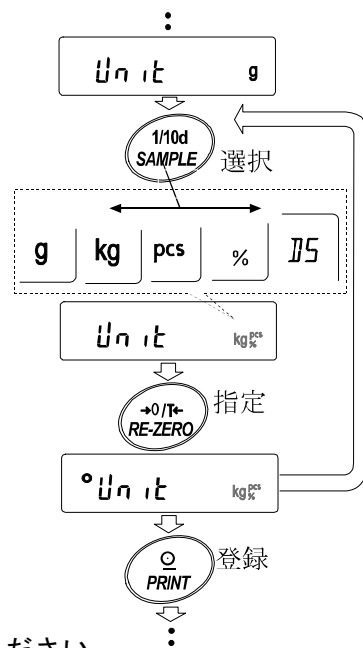 Unit g
1/10d
SAMPLE 選択
g kg pcs % DS
Unit kg pcs %
→0/T← 指定
RE-ZERO
°Unit kg pcs %
PRINT 登録
ださい